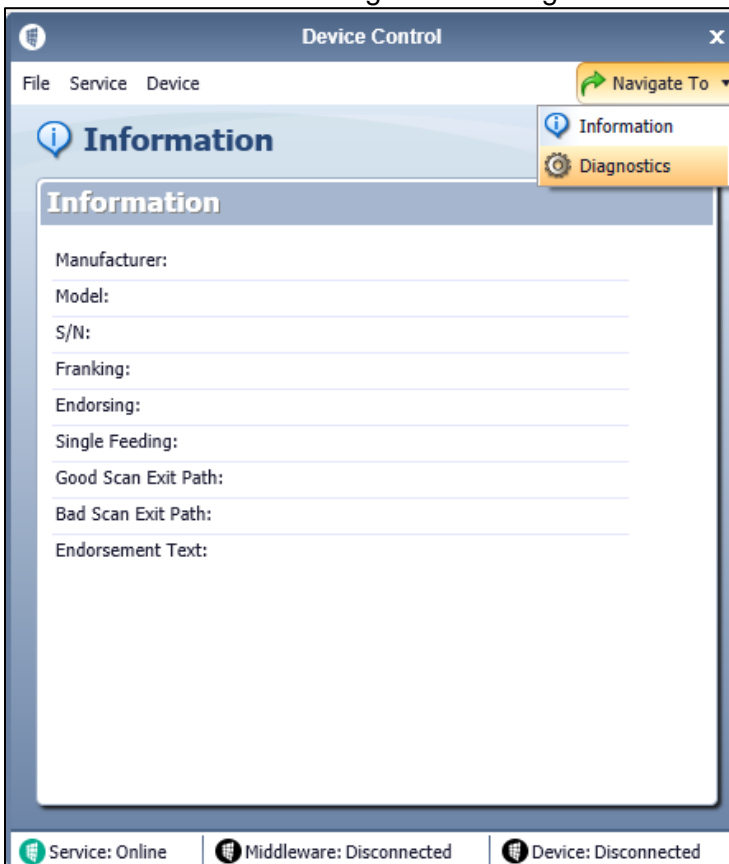 Device Control x
File Service Device Navigate To
Information
Diagnostics
Information
Information
Manufacturer:
Model:
S/N:
Franking:
Endorsing:
Single Feeding:
Good Scan Exit Path:
Bad Scan Exit Path:
Endorsement Text:
Service: Online Middleware: Disconnected Device: Disconnected